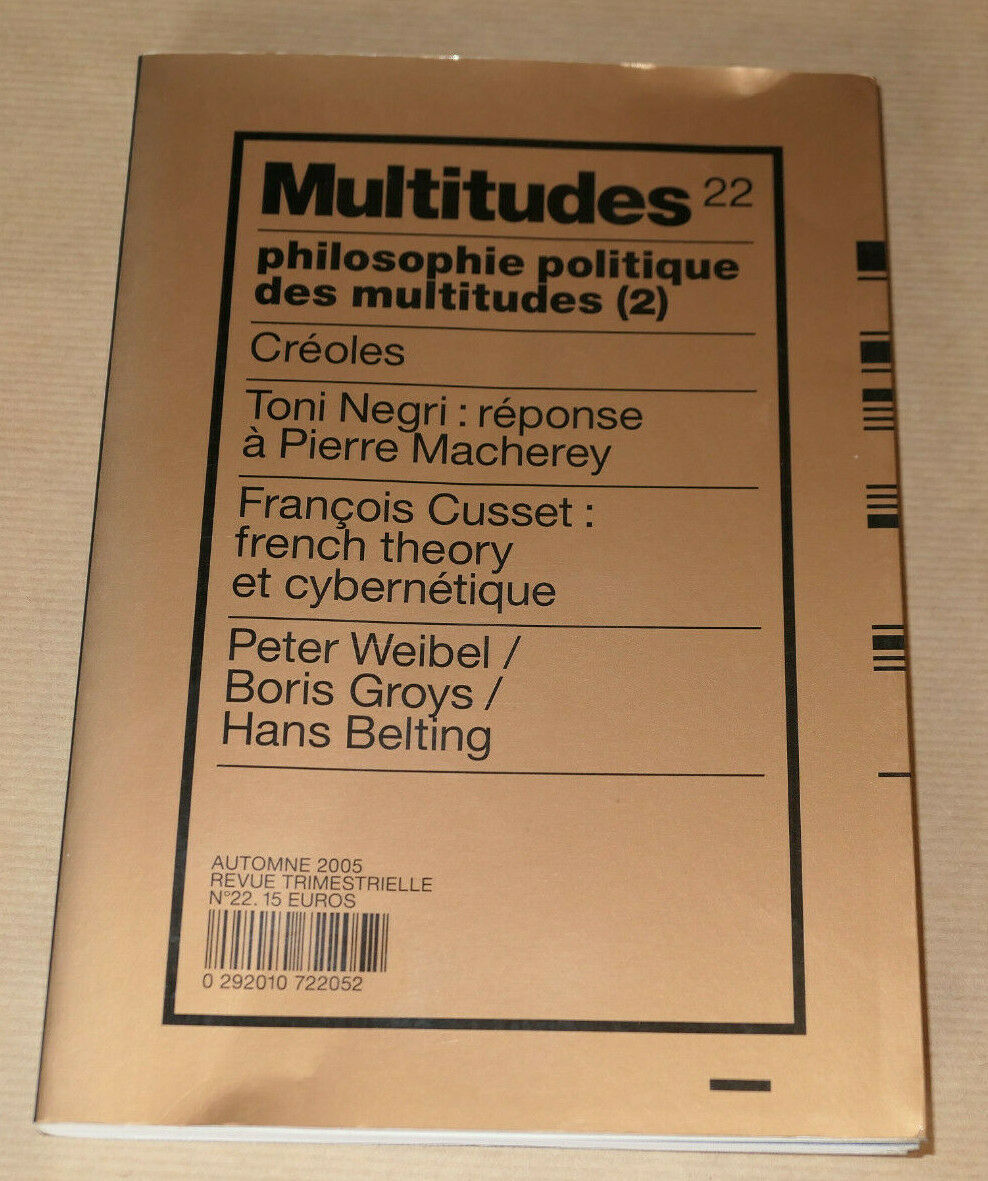 Multitudes 22
philosophie politique
des multitudes (2)
Créoles
Toni Negri : réponse
à Pierre Macherey
François Cusset :
french theory
et cybernétique
Peter Weibel /
Boris Groys /
Hans Belting
AUTOMNE 2005
REVUE TRIMESTRIELLE
N°22. 15 EUROS
0 292010 722052